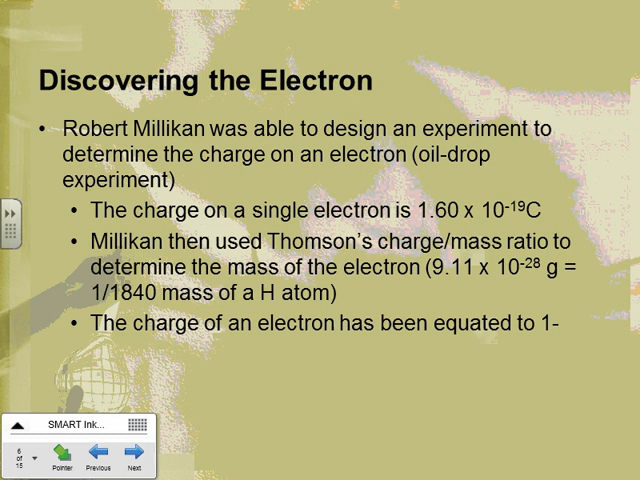 Discovering the Electron
• Robert Millikan was able to design an experiment to
determine the charge on an electron (oil-drop
experiment)
• The charge on a single electron is 1.60 x 10⁻¹⁹C
• Millikan then used Thomson’s charge/mass ratio to
determine the mass of the electron (9.11 x 10⁻²⁸ g =
1/1840 mass of a H atom)
• The charge of an electron has been equated to 1-
SMART Ink...
6
of
15
Pointer
Previous
Next